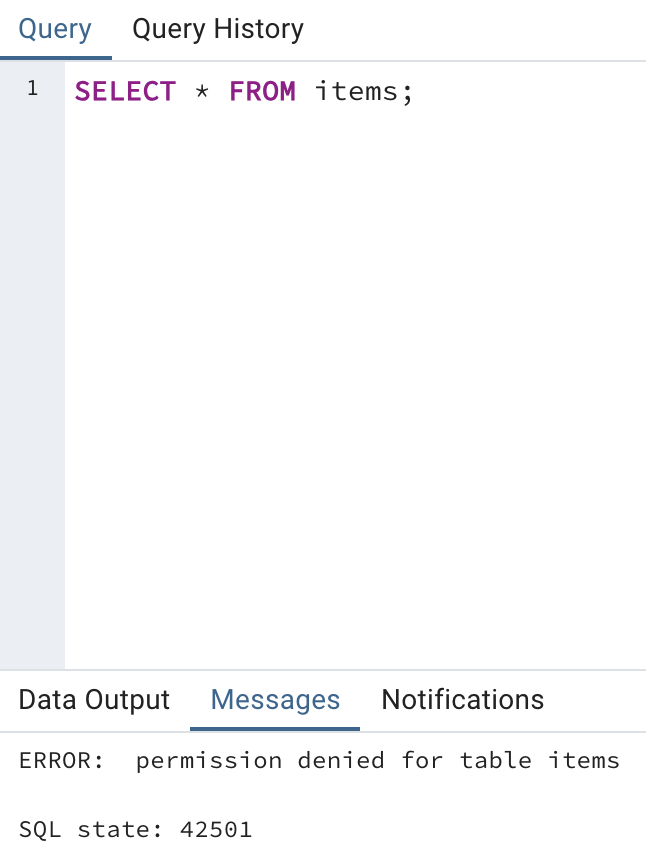 Query Query History
1 SELECT * FROM items;
Data Output Messages Notifications
ERROR:  permission denied for table items
SQL state: 42501